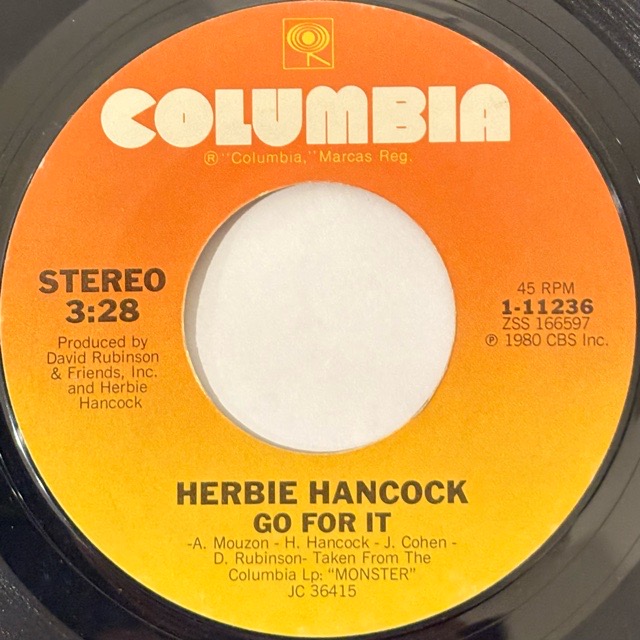 COLUMBIA
® "Columbia," Marcas Reg.
STEREO
3:28
Produced by
David Rubinson
& Friends, Inc.
and Herbie
Hancock
45 RPM
1-11236
ZSS 166597
℗ 1980 CBS Inc.
HERBIE HANCOCK
GO FOR IT
-A. Mouzon - H. Hancock - J. Cohen -
D. Rubinson- Taken From The
Columbia Lp: "MONSTER"
JC 36415